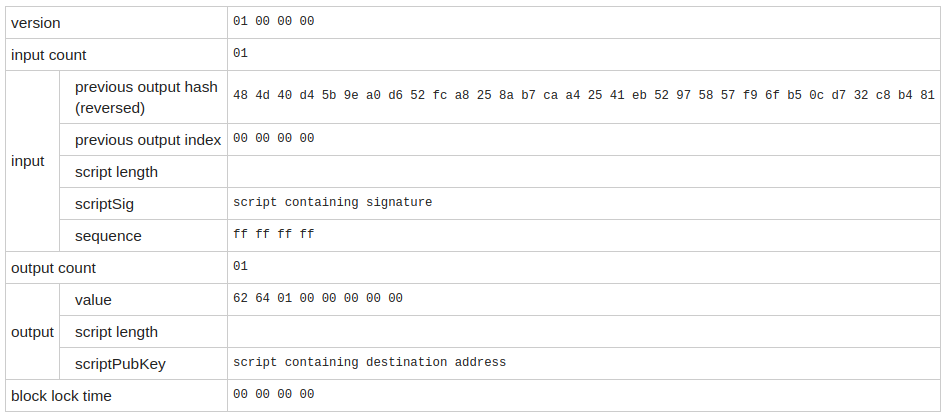 version 01 00 00 00
input count 01
input
previous output hash
(reversed) 48 4d 40 d4 5b 9e a0 d6 52 fc a8 25 8a b7 ca a4 25 41 eb 52 97 58 57 f9 6f b5 0c d7 32 c8 b4 81
previous output index 00 00 00 00
script length
scriptSig script containing signature
sequence ff ff ff ff
output count 01
output
value 62 64 01 00 00 00 00 00
script length
scriptPubKey script containing destination address
block lock time 00 00 00 00